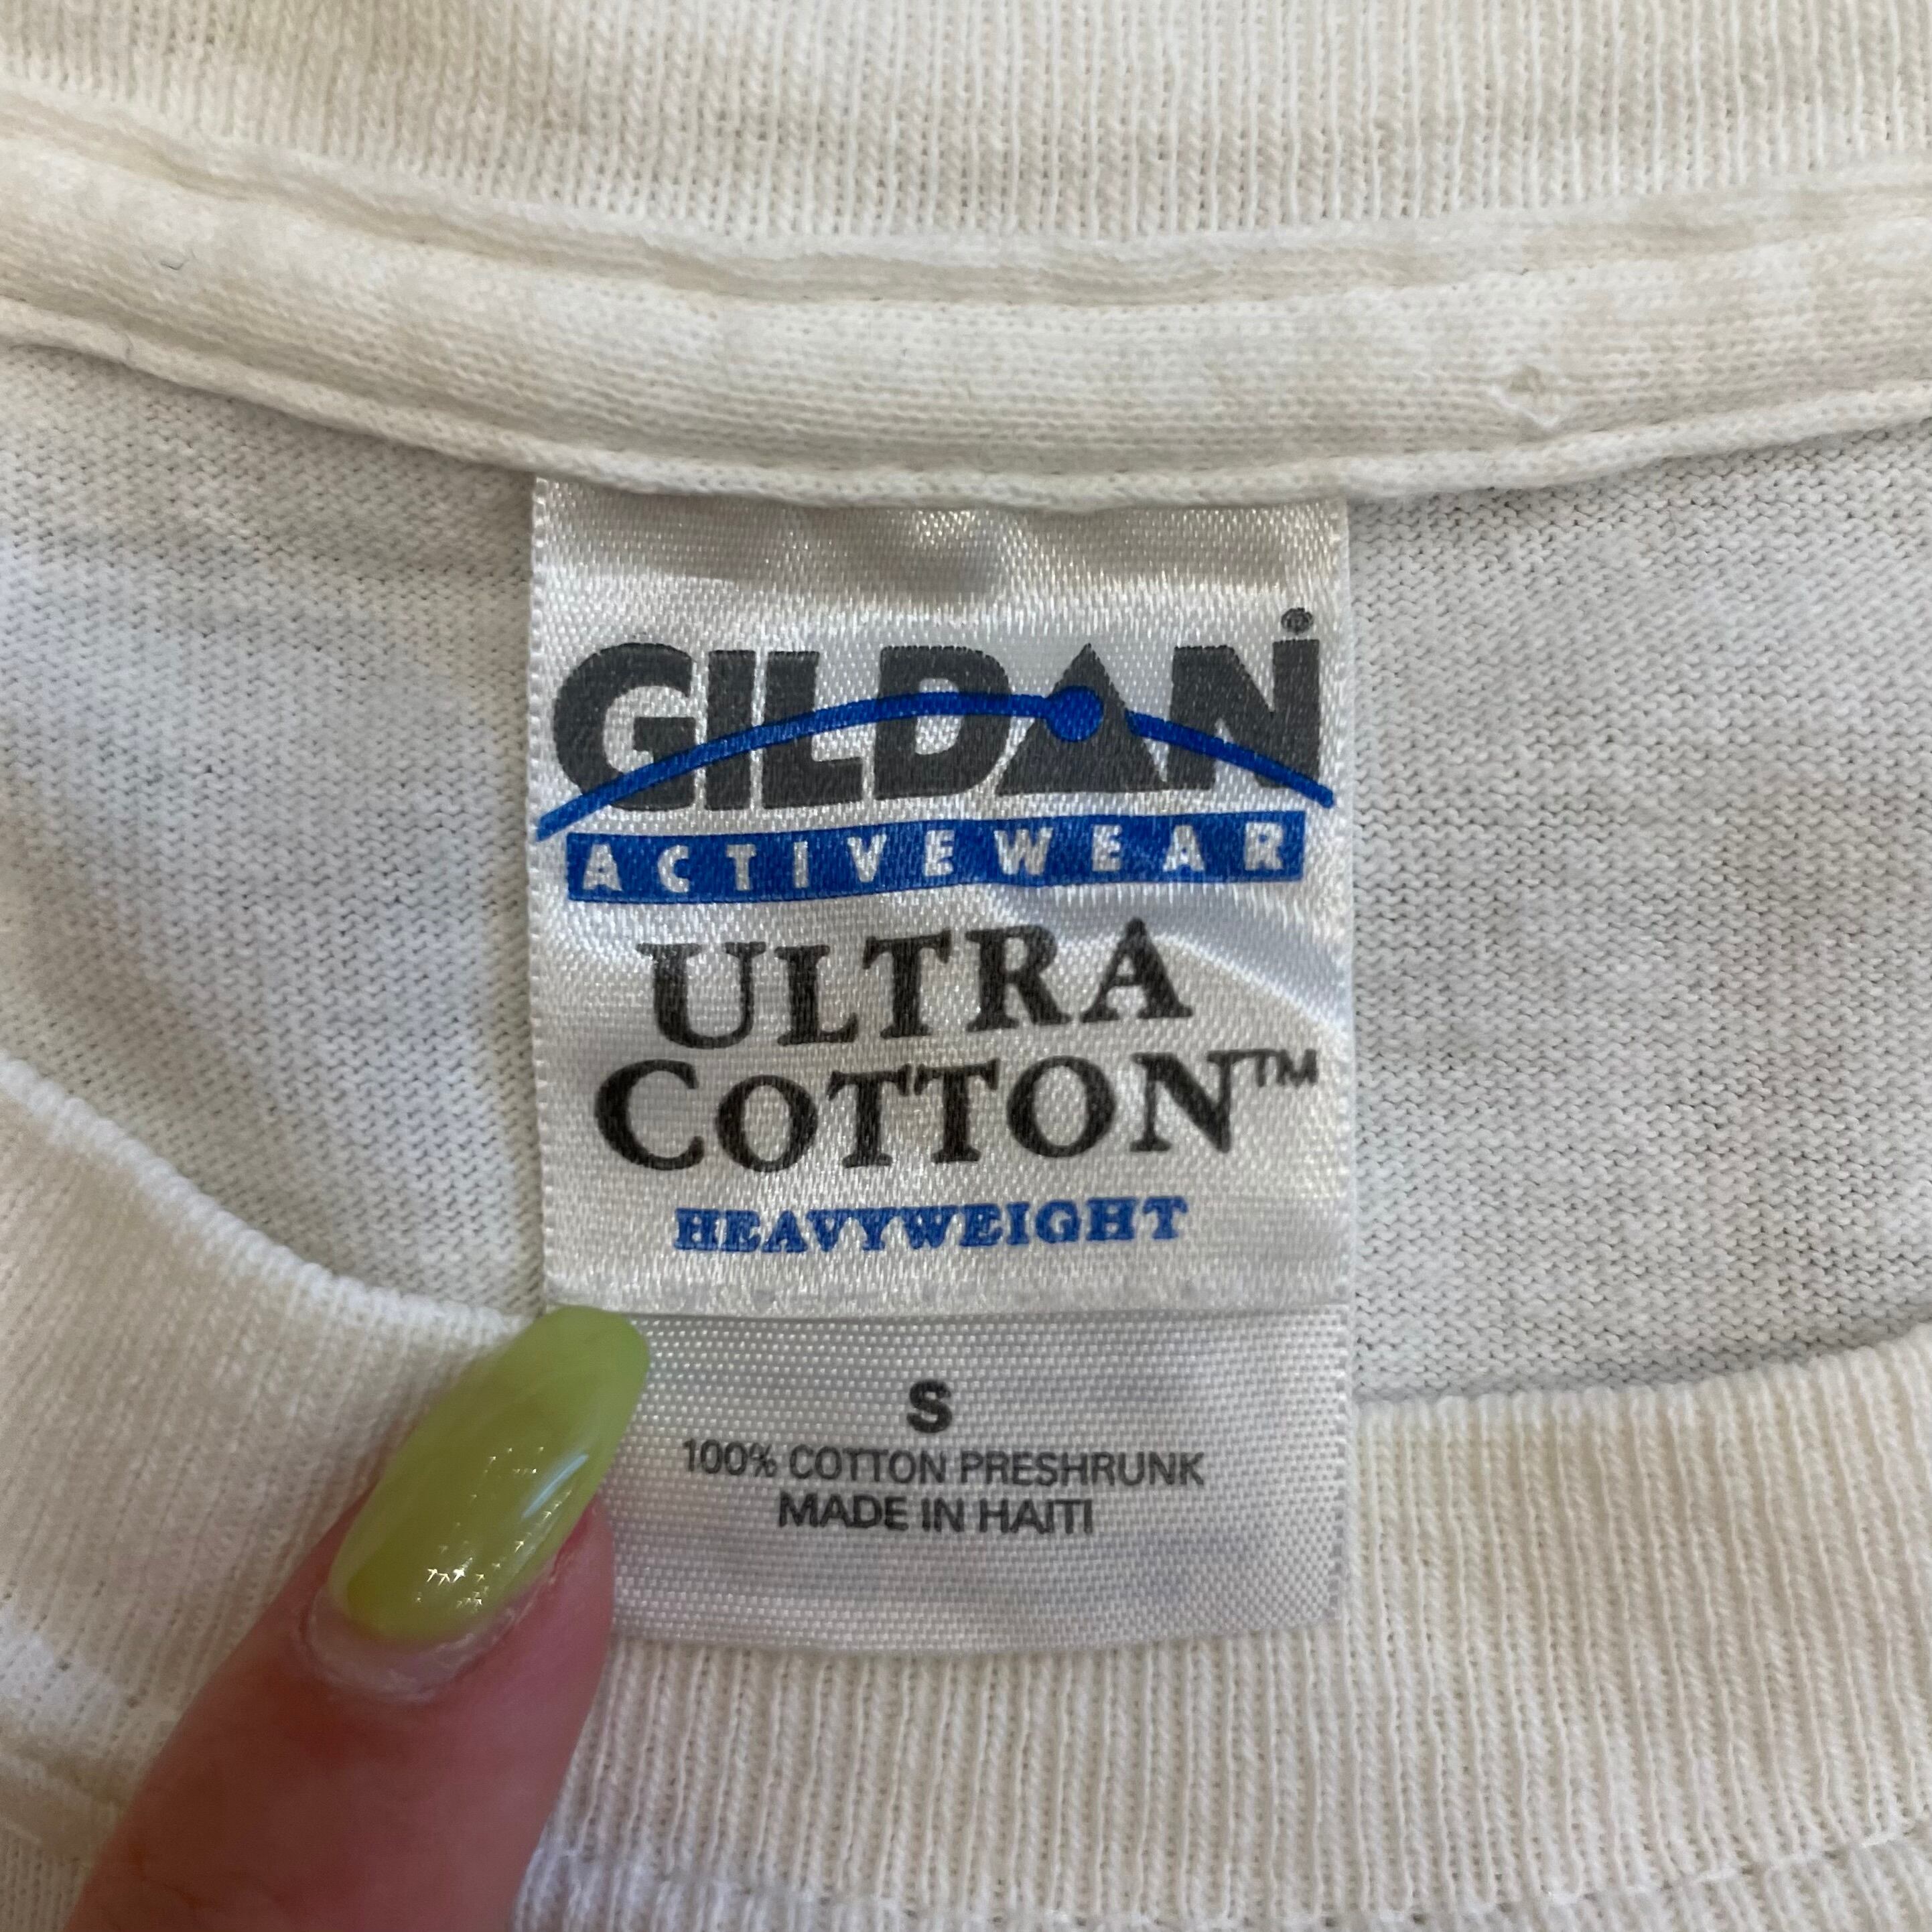 GILDAN®
ACTIVEWEAR
ULTRA
COTTON™
HEAVYWEIGHT
S
100% COTTON PRESHRUNK
MADE IN HAITI